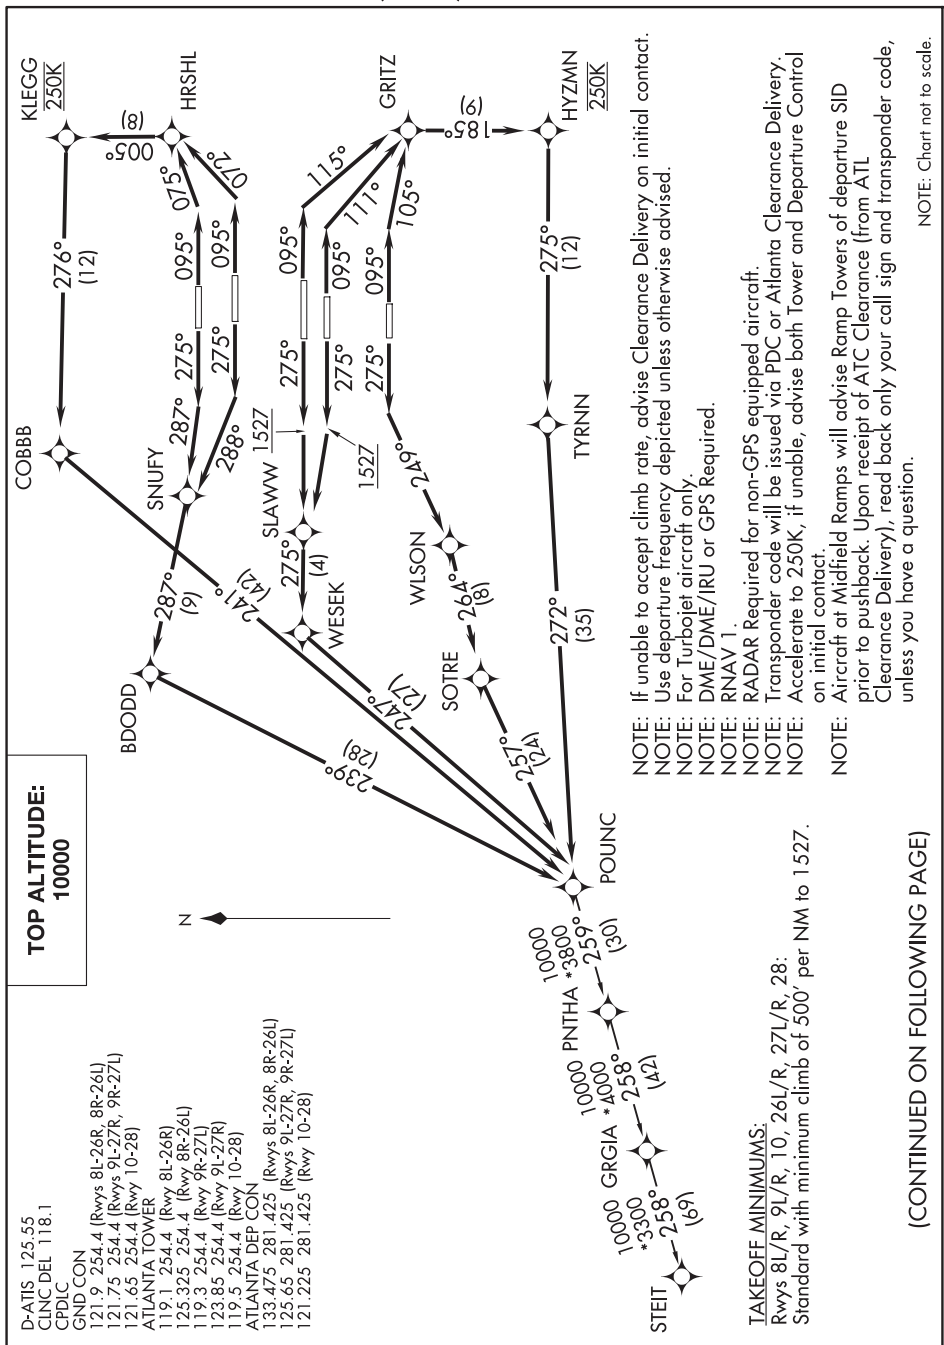 D-ATIS 125.55
CLNC DEL 118.1
CPDLC
GND CON
121.9 254.4 (Rwys 8L-26R, 8R-26L)
121.75 254.4 (Rwys 9L-27R, 9R-27L)
121.65 254.4 (Rwy 10-28)
ATLANTA TOWER
119.1 254.4 (Rwy 8L-26R)
125.325 254.4 (Rwy 8R-26L)
119.3 254.4 (Rwy 9R-27L)
123.85 254.4 (Rwy 9L-27R)
119.5 254.4 (Rwy 10-28)
ATLANTA DEP CON
133.475 281.425 (Rwys 8L-26R, 8R-26L)
125.65 281.425 (Rwys 9L-27R, 9R-27L)
121.225 281.425 (Rwy 10-28)
TOP ALTITUDE:
10000
N
COBBB
276°
(12)
KLEGG
250K
005°
(8)
HRSHL
075°
072°
095°
095°
275°
275°
287°
288°
SNUFY
287°
(9)
BDODD
241°
(42)
239°
(28)
SLAWW
1527
1527
275°
(4)
WESEK
247°
(27)
275°
275°
275°
095°
095°
095°
115°
111°
105°
GRITZ
185°
(9)
HYZMN
250K
275°
(12)
TYRNN
272°
(35)
249°
WLSON
264°
(8)
SOTRE
257°
(24)
POUNC
10000
*3800
259°
(30)
PNTHA
10000
*4000
258°
(42)
GRGIA
10000
*3300
258°
(69)
STEIT
NOTE: If unable to accept climb rate, advise Clearance Delivery on initial contact.
NOTE: Use departure frequency depicted unless otherwise advised.
NOTE: For Turbojet aircraft only.
NOTE: DME/DME/IRU or GPS Required.
NOTE: RNAV 1.
NOTE: RADAR Required for non-GPS equipped aircraft.
NOTE: Transponder code will be issued via PDC or Atlanta Clearance Delivery.
NOTE: Accelerate to 250K, if unable, advise both Tower and Departure Control
on initial contact.
NOTE: Aircraft at Midfield Ramps will advise Ramp Towers of departure SID
prior to pushback. Upon receipt of ATC Clearance (from ATL
Clearance Delivery), read back only your call sign and transponder code,
unless you have a question.
NOTE: Chart not to scale.
TAKEOFF MINIMUMS:
Rwys 8L/R, 9L/R, 10, 26L/R, 27L/R, 28:
Standard with minimum climb of 500' per NM to 1527.
(CONTINUED ON FOLLOWING PAGE)